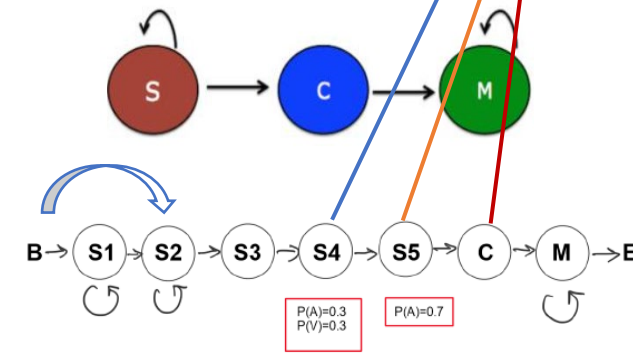 S C M
B S1 S2 S3 S4 S5 C M E
P(A)=0.3 P(A)=0.7
P(V)=0.3